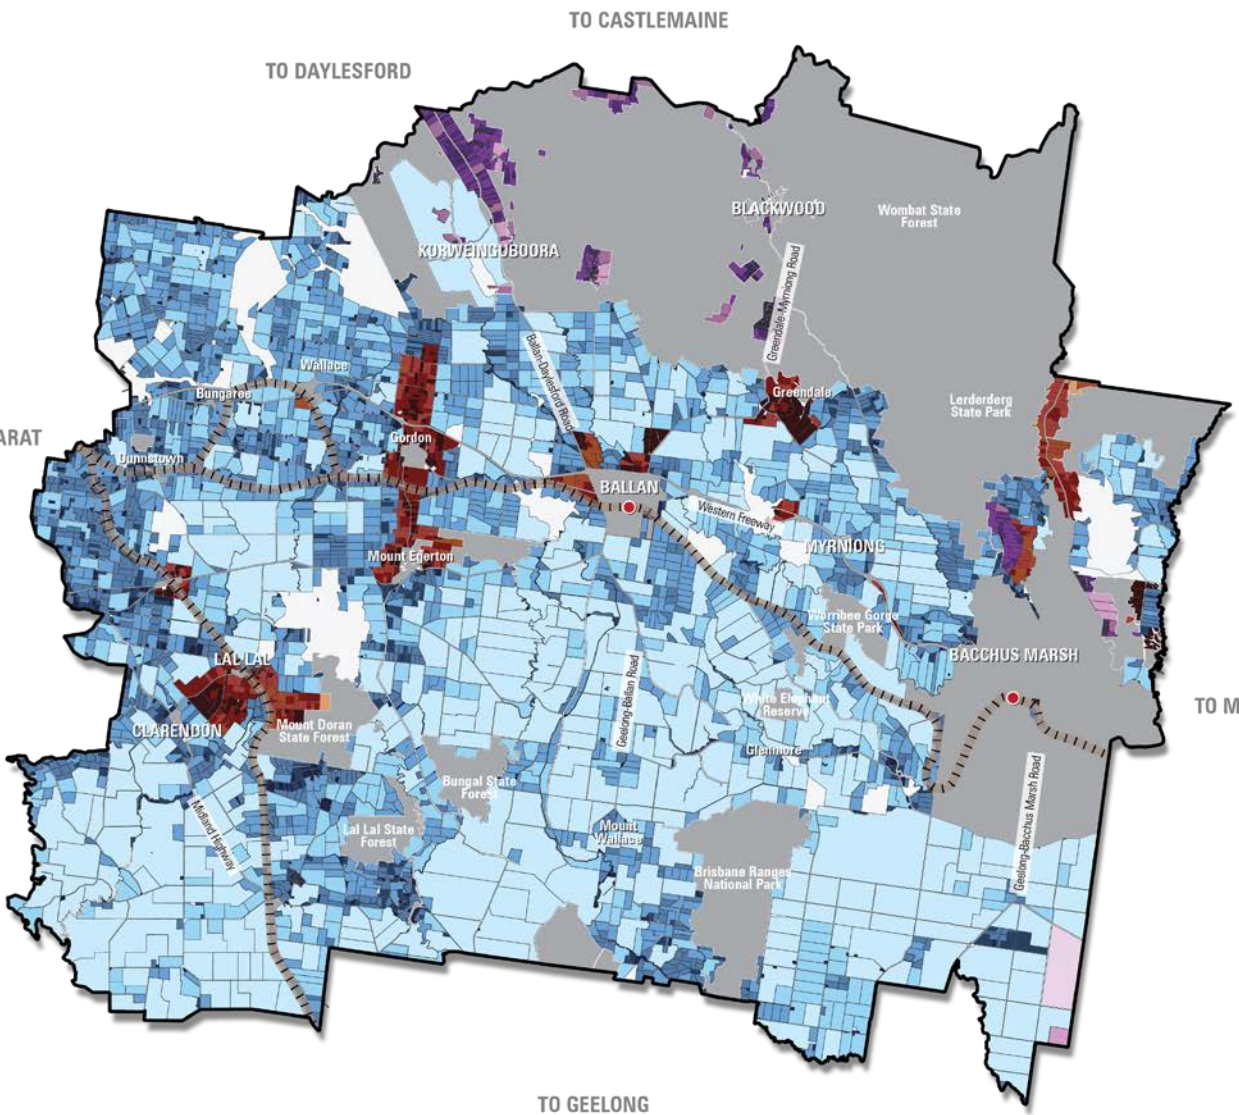 TO CASTLEMAINE
TO DAYLESFORD
BLACKWOOD
Wombat State
Forest
KORWEINGUBOORA
Greendale-Myrniong Road
Ballan-Daylesford Road
Wallace
Bungaree
Greendale
Lerderderg
State Park
ARAT
Gordon
Dunnstown
BALLAN
Western Freeway
MYRNIONG
Mount Egerton
Werribee Gorge
State Park
BACCHUS MARSH
LAL LAL
Geelong-Ballan Road
White Elephant
Reserve
TO M
CLARENDON
Mount Doran
State Forest
Glenmore
Bungal State
Forest
Geelong-Bacchus Marsh Road
Midland Highway
Lal Lal State
Forest
Mount
Wallace
Brisbane Ranges
National Park
TO GEELONG